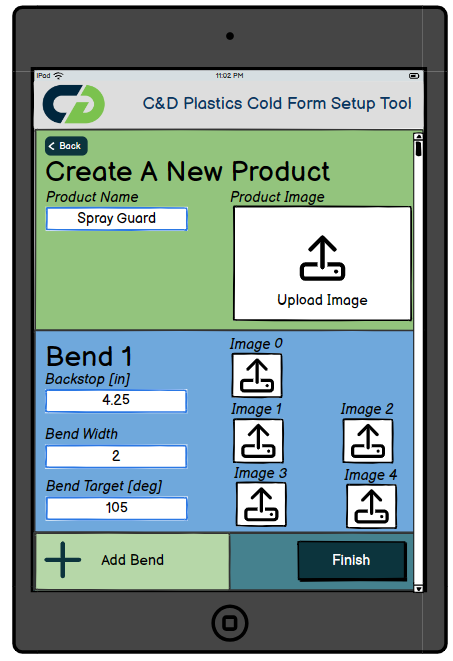 iPad
11:02 PM
C&D Plastics Cold Form Setup Tool
< Back
Create A New Product
Product Name
Spray Guard
Product Image
Upload Image
Bend 1
Backstop [in]
4.25
Bend Width
2
Bend Target [deg]
105
Image 0
Image 1
Image 2
Image 3
Image 4
Add Bend
Finish